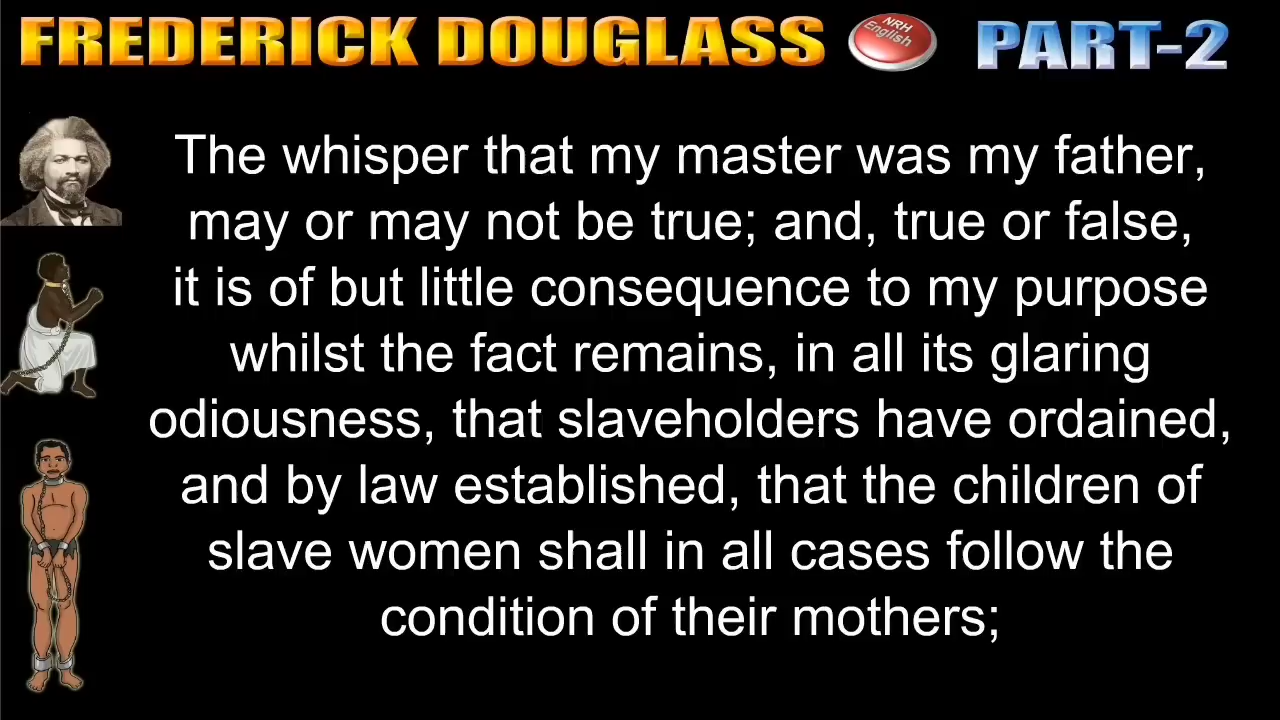 FREDERICK DOUGLASS NRH English PART-2
The whisper that my master was my father,
may or may not be true; and, true or false,
it is of but little consequence to my purpose
whilst the fact remains, in all its glaring
odiousness, that slaveholders have ordained,
and by law established, that the children of
slave women shall in all cases follow the
condition of their mothers;